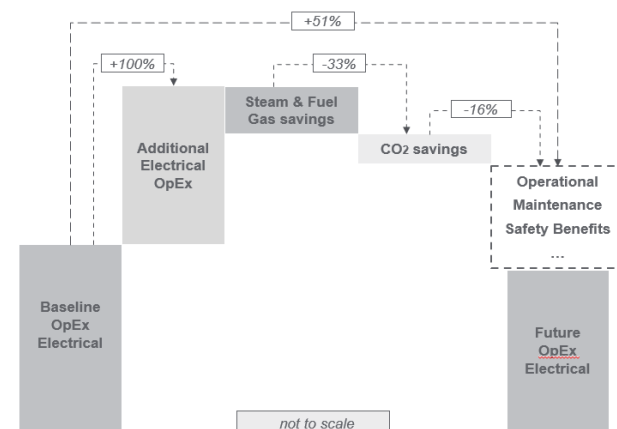 +51%
+100%
-33%
-16%
Steam & Fuel
Gas savings
Additional
Electrical
OpEx
CO2 savings
Operational
Maintenance
Safety Benefits
...
Baseline
OpEx
Electrical
Future
OpEx
Electrical
not to scale